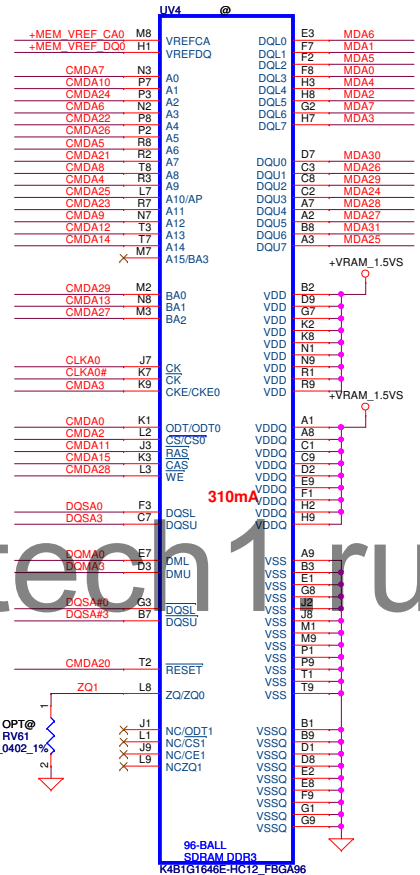 UV4 @
+MEM_VREF_CA0 M8 VREFCA
+MEM_VREF_DQ0 H1 VREFDQ
CMDA7 N3 A0
CMDA10 P7 A1
CMDA24 P3 A2
CMDA6 N2 A3
CMDA22 P8 A4
CMDA26 P2 A5
CMDA5 R8 A6
CMDA21 R2 A7
CMDA8 T8 A8
CMDA4 R3 A9
CMDA25 L7 A10/AP
CMDA23 R7 A11
CMDA9 N7 A12
CMDA12 T3 A13
CMDA14 T7 A14
M7 A15/BA3
CMDA29 M2 BA0
CMDA13 N8 BA1
CMDA27 M3 BA2
CLKA0 J7 CK
CLKA0# K7 CK
CMDA3 K9 CKE/CKE0
CMDA0 K1 ODT/ODT0
CMDA2 L2 CS/CS0
CMDA11 J3 RAS
CMDA15 K3 CAS
CMDA28 L3 WE
DQSA0 F3 DQSL
DQSA3 C7 DQSU
DQMA0 E7 DML
DQMA3 D3 DMU
DQSA#0 G3 DQSL
DQSA#3 B7 DQSU
CMDA20 T2 RESET
ZQ1 L8 ZQ/ZQ0
J1 NC/ODT1
L1 NC/CS1
J9 NC/CE1
L9 NCZQ1
1
OPT@
RV61
0402_1%
2
DQL0 E3 MDA6
DQL1 F7 MDA1
DQL2 F2 MDA5
DQL3 F8 MDA0
DQL4 H3 MDA4
DQL5 H8 MDA2
DQL6 G2 MDA7
DQL7 H7 MDA3
DQU0 D7 MDA30
DQU1 C3 MDA26
DQU2 C8 MDA29
DQU3 C2 MDA24
DQU4 A7 MDA28
DQU5 A2 MDA27
DQU6 B8 MDA31
DQU7 A3 MDA25
+VRAM_1.5VS
VDD B2
VDD D9
VDD G7
VDD K2
VDD K8
VDD N1
VDD N9
VDD R1
VDD R9
+VRAM_1.5VS
VDDQ A1
VDDQ A8
VDDQ C1
VDDQ C9
VDDQ D2
VDDQ E9
VDDQ F1
VDDQ H2
VDDQ H9
310mA
VSS A9
VSS B3
VSS E1
VSS G8
VSS J2
VSS J8
VSS M1
VSS M9
VSS P1
VSS P9
VSS T1
VSS T9
VSSQ B1
VSSQ B9
VSSQ D1
VSSQ D8
VSSQ E2
VSSQ E8
VSSQ F9
VSSQ G1
VSSQ G9
96-BALL
SDRAM DDR3
K4B1G1646E-HC12_FBGA96
tech1.ru